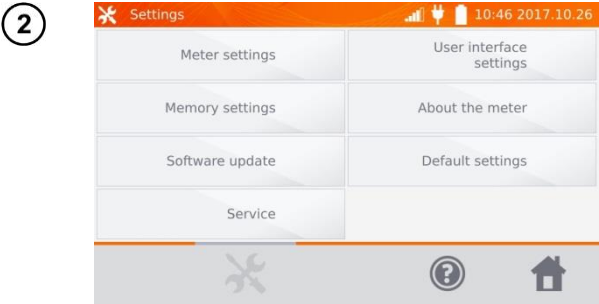 2
Settings
10:46 2017.10.26
Meter settings
User interface
settings
Memory settings
About the meter
Software update
Default settings
Service
?